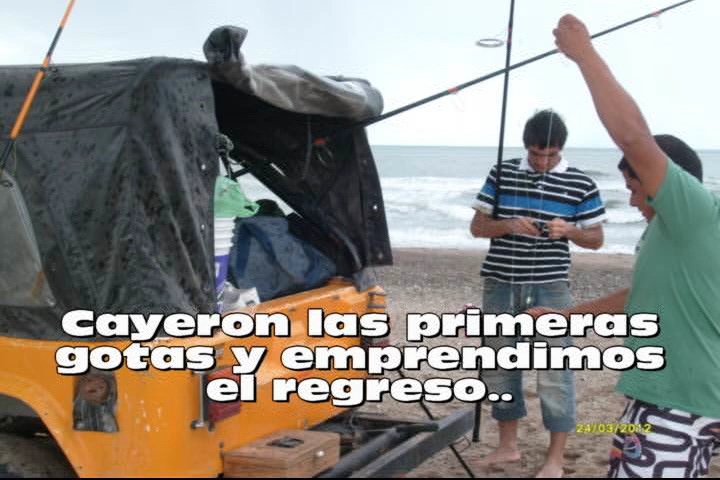 Cayeron las primeras
gotas y emprendimos
el regreso..
24/03/2012